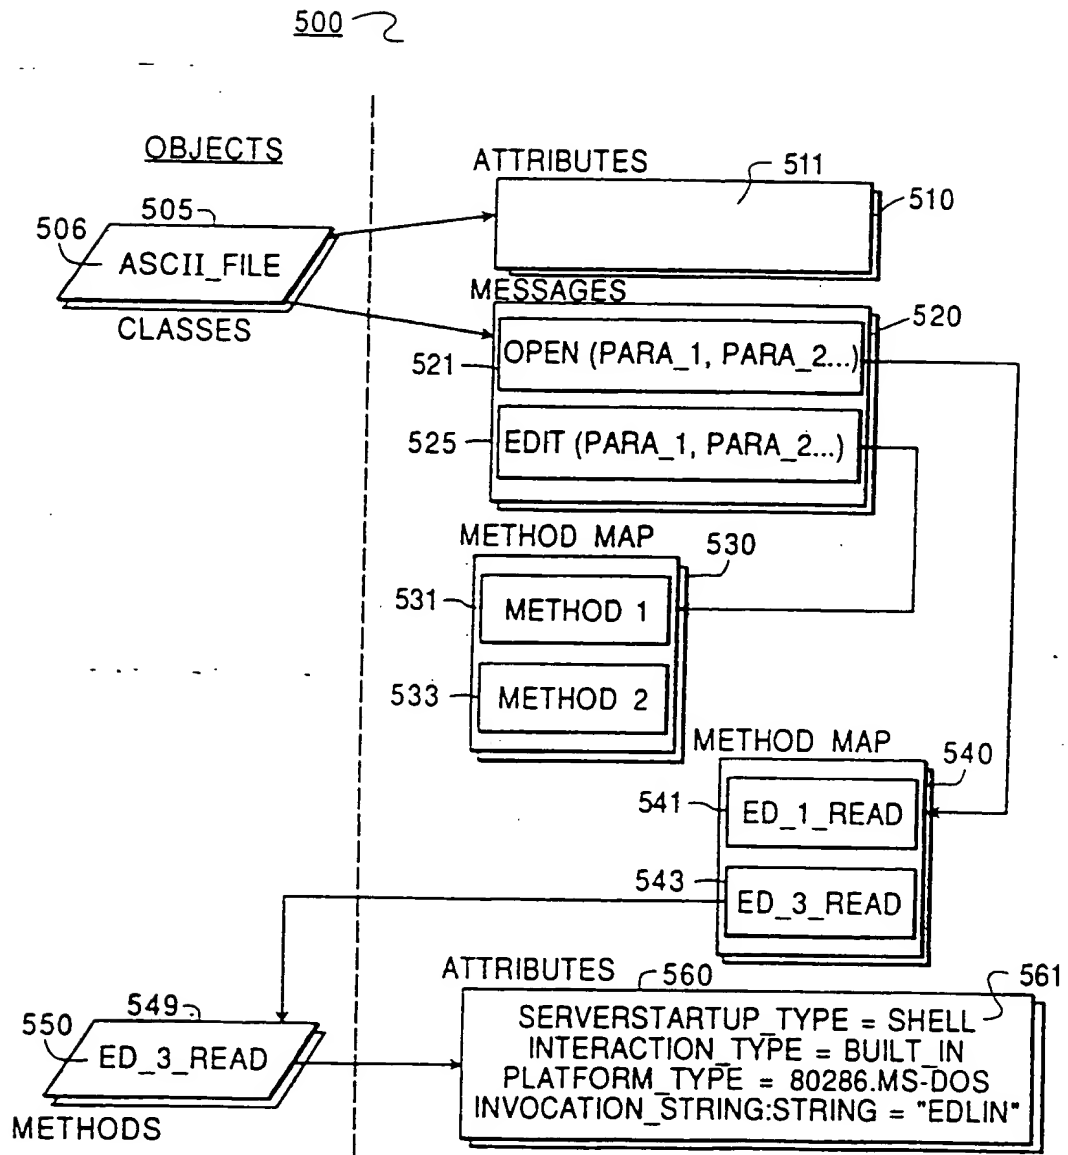 500
OBJECTS
505
506
ASCII_FILE
CLASSES
ATTRIBUTES
511
510
MESSAGES
520
521
OPEN (PARA_1, PARA_2...)
525
EDIT (PARA_1, PARA_2...)
METHOD MAP
530
531
METHOD 1
533
METHOD 2
METHOD MAP
540
541
ED_1_READ
543
ED_3_READ
549
550
ED_3_READ
METHODS
ATTRIBUTES
560
561
SERVERSTARTUP_TYPE = SHELL
INTERACTION_TYPE = BUILT_IN
PLATFORM_TYPE = 80286.MS-DOS
INVOCATION_STRING:STRING = "EDLIN"